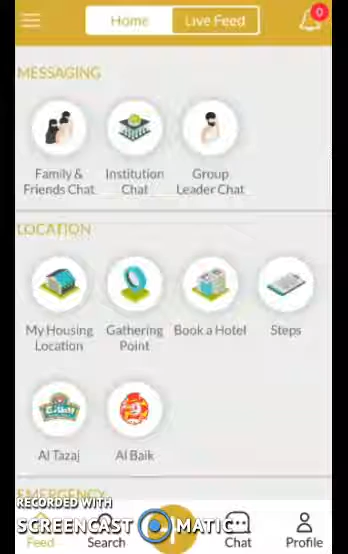 Home
Live Feed
0
MESSAGING
Family &
Friends Chat
Institution
Chat
Group
Leader Chat
LOCATION
My Housing
Location
Gathering
Point
Book a Hotel
Steps
Al Tazaj
Al Baik
EMERGENCY
RECORDED WITH
SCREENCAST MATIC
Feed
Search
Chat
Profile